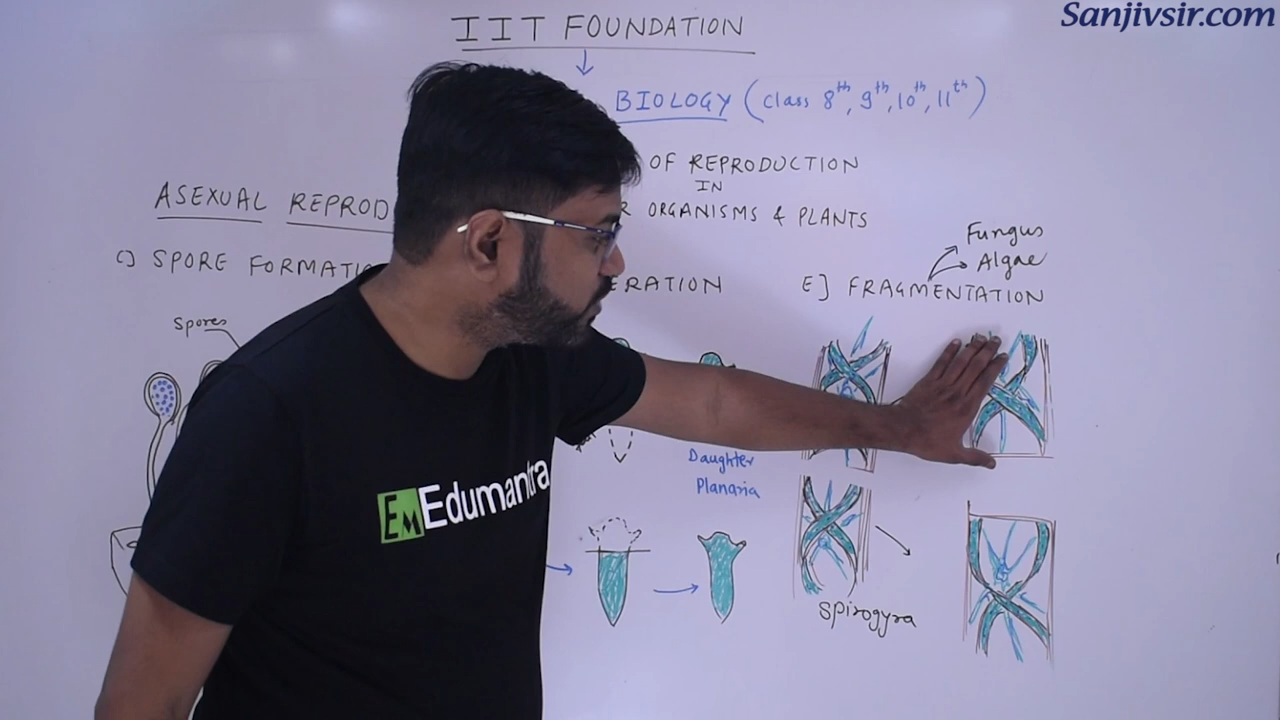 Sanjivsir.com
IIT FOUNDATION
BIOLOGY (class 8th, 9th, 10th, 11th)
OF REPRODUCTION
IN
ASEXUAL REPROD
R ORGANISMS & PLANTS
Fungus
Algae
C) SPORE FORMATI
ERATION
E] FRAGMENTATION
Spores
Daughter
Planaria
EM Edumantra
Spirogyra